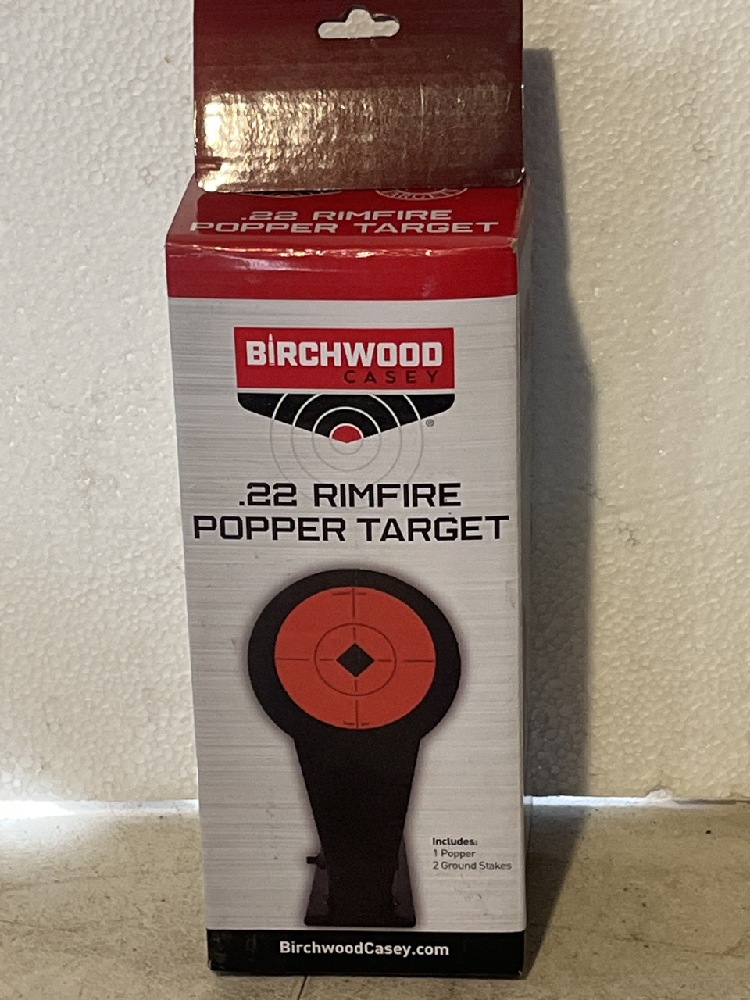 .22 RIMFIRE
POPPER TARGET
BIRCHWOOD
CASEY
®
.22 RIMFIRE
POPPER TARGET
Includes:
1 Popper
2 Ground Stakes
BirchwoodCasey.com